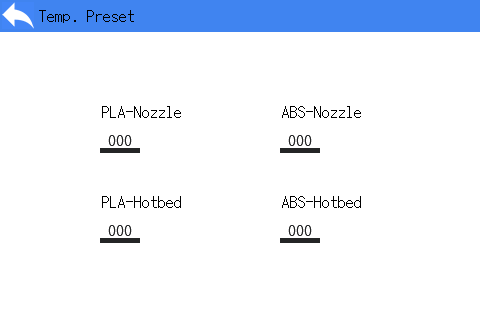 Temp. Preset
PLA-Nozzle ABS-Nozzle
000 000
PLA-Hotbed ABS-Hotbed
000 000